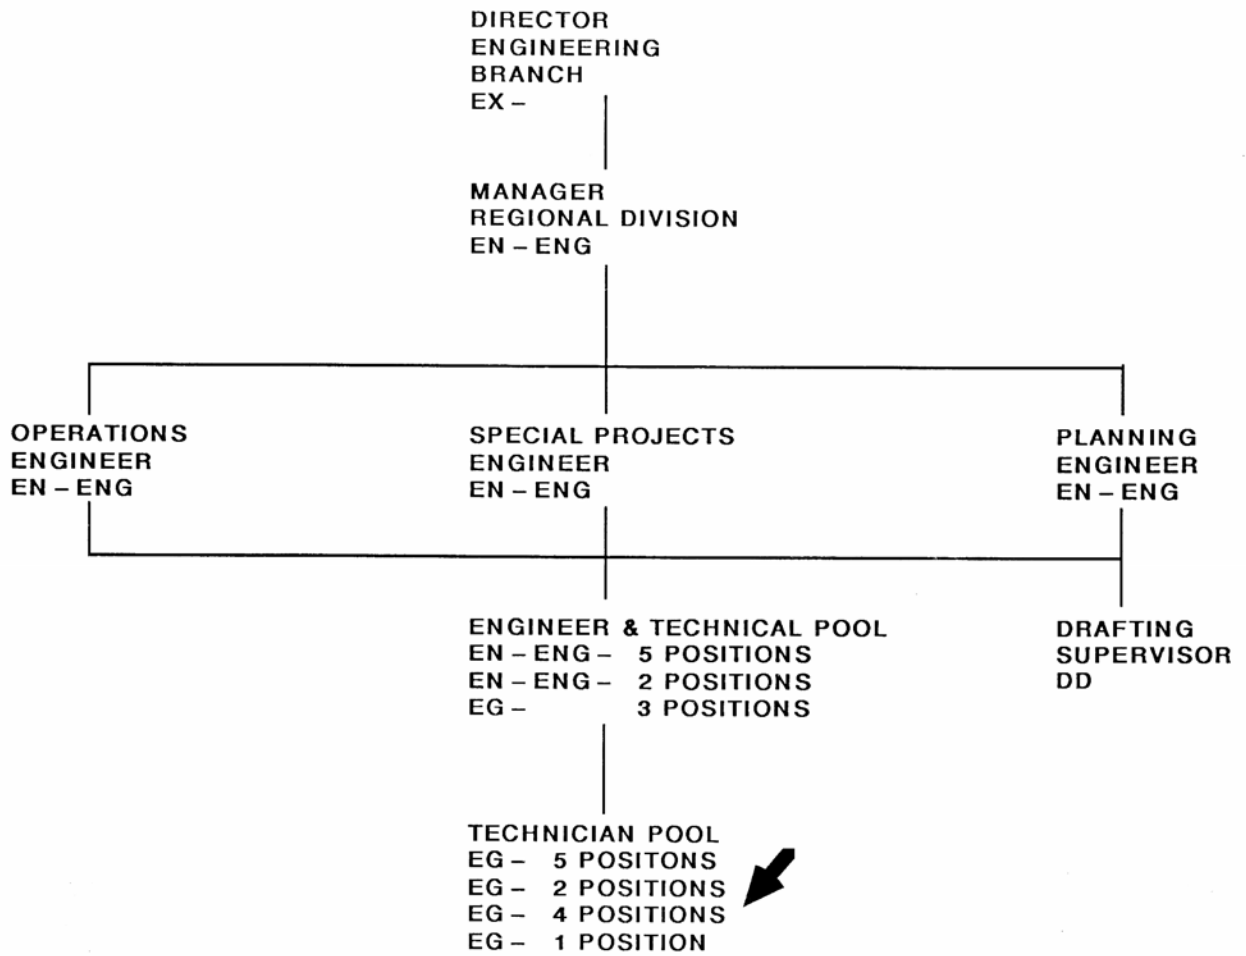 DIRECTOR
ENGINEERING
BRANCH
EX –
MANAGER
REGIONAL DIVISION
EN – ENG
OPERATIONS
ENGINEER
EN – ENG
SPECIAL PROJECTS
ENGINEER
EN – ENG
PLANNING
ENGINEER
EN – ENG
ENGINEER & TECHNICAL POOL
EN – ENG – 5 POSITIONS
EN – ENG – 2 POSITIONS
EG – 3 POSITIONS
DRAFTING
SUPERVISOR
DD
TECHNICIAN POOL
EG – 5 POSITONS
EG – 2 POSITIONS
EG – 4 POSITIONS
EG – 1 POSITION